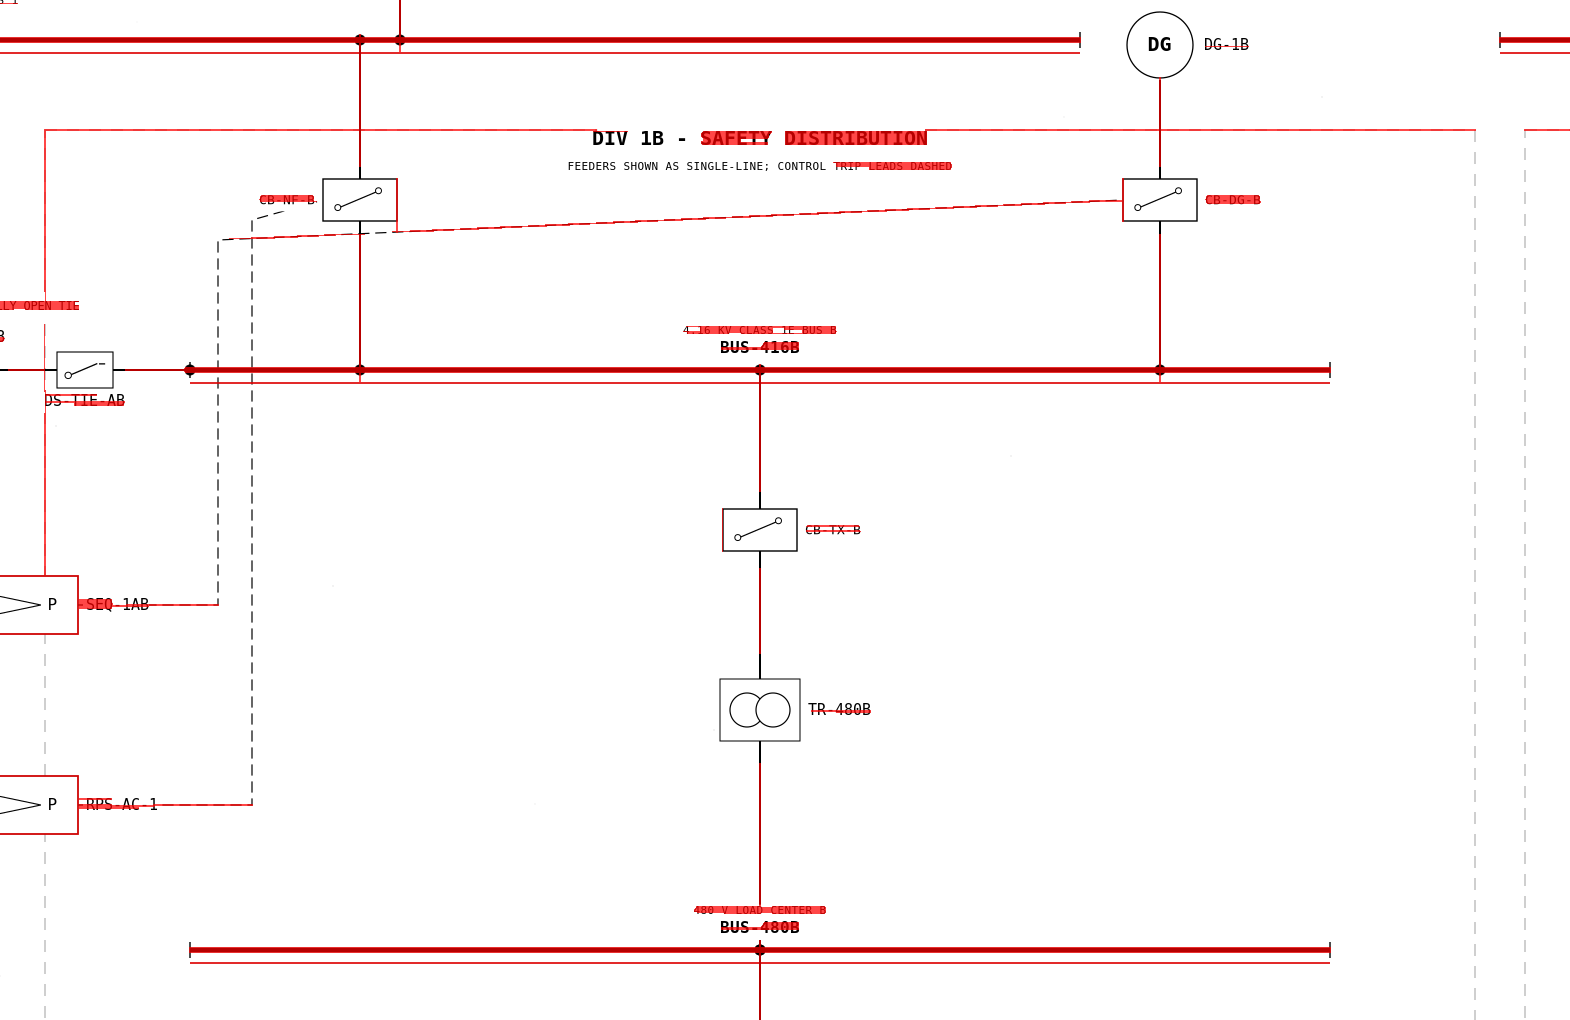 DG
DG-1B
DIV 1B - SAFETY DISTRIBUTION
FEEDERS SHOWN AS SINGLE-LINE; CONTROL TRIP LEADS DASHED
CB-NF-B
CB-DG-B
LLY OPEN TIE
4.16 KV CLASS 1E BUS B
BUS-416B
DS-TIE-AB
CB-TX-B
P
SEQ-1AB
TR-480B
P
RPS-AC-1
480 V LOAD CENTER B
BUS-480B